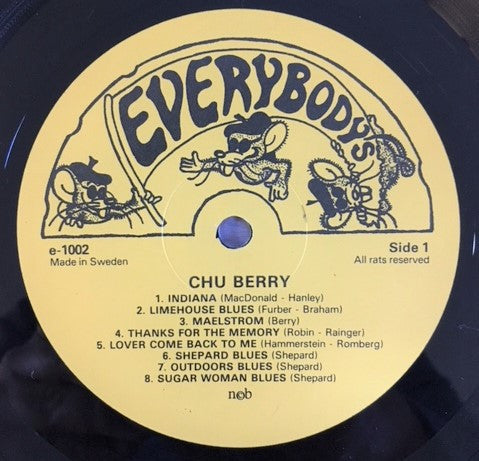 EVERYBODYS
e-1002
Side 1
Made in Sweden
All rats reserved
CHU BERRY
1. INDIANA (MacDonald - Hanley)
2. LIMEHOUSE BLUES (Furber - Braham)
3. MAELSTROM (Berry)
4. THANKS FOR THE MEMORY (Robin - Rainger)
5. LOVER COME BACK TO ME (Hammerstein - Romberg)
6. SHEPARD BLUES (Shepard)
7. OUTDOORS BLUES (Shepard)
8. SUGAR WOMAN BLUES (Shepard)
n©b